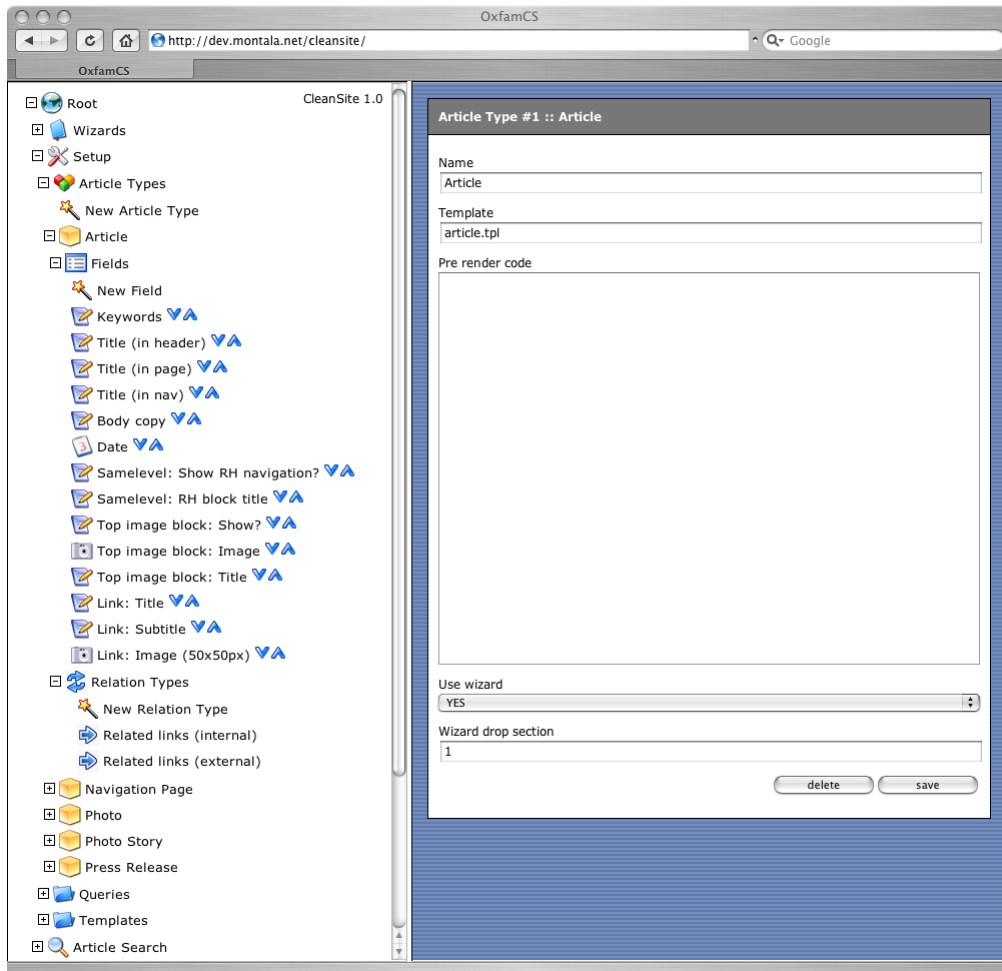 OxfamCS
http://dev.montala.net/cleansite/
Google
OxfamCS
CleanSite 1.0
Root
Wizards
Setup
Article Types
New Article Type
Article
Fields
New Field
Keywords
Title (in header)
Title (in page)
Title (in nav)
Body copy
3
Date
Samelevel: Show RH navigation?
Samelevel: RH block title
Top image block: Show?
Top image block: Image
Top image block: Title
Link: Title
Link: Subtitle
Link: Image (50x50px)
Relation Types
New Relation Type
Related links (internal)
Related links (external)
Navigation Page
Photo
Photo Story
Press Release
Queries
Templates
Article Search
Article Type #1 :: Article
Name
Article
Template
article.tpl
Pre render code
Use wizard
YES
Wizard drop section
1
delete save